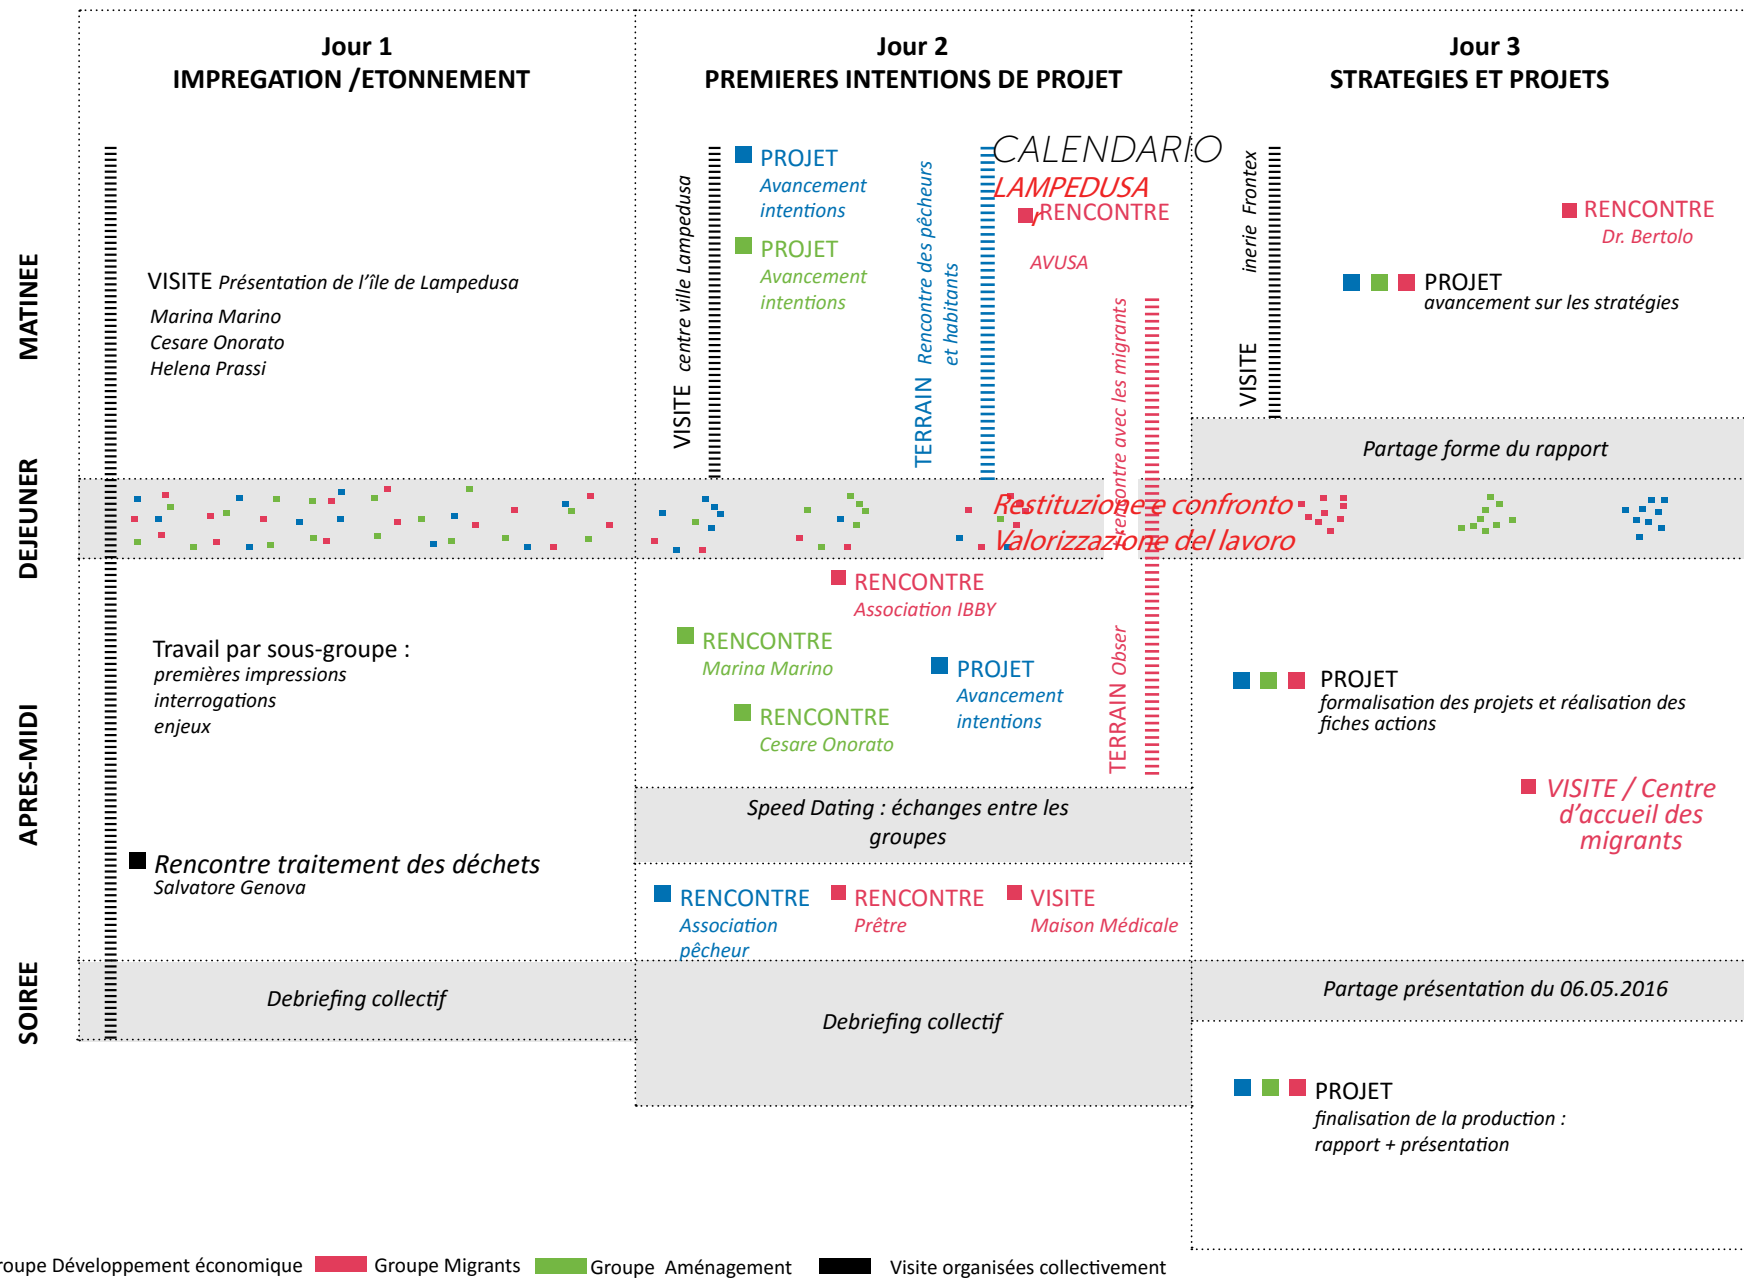 Jour 1
IMPREGATION /ETONNEMENT
Jour 2
PREMIERES INTENTIONS DE PROJET
Jour 3
STRATEGIES ET PROJETS
MATINEE
VISITE Présentation de l'île de Lampedusa
Marina Marino
Cesare Onorato
Helena Prassi
VISITE centre ville Lampedusa
PROJET
Avancement
intentions
PROJET
Avancement
intentions
TERRAIN Rencontre des pêcheurs
et habitants
CALENDARIO
LAMPEDUSA
RENCONTRE
AVUSA
VISITE inerie Frontex
RENCONTRE
Dr. Bertolo
PROJET
avancement sur les stratégies
Partage forme du rapport
DEJEUNER
Restituzione e confronto
Valorizzazione del lavoro
APRES-MIDI
Travail par sous-groupe :
premières impressions
interrogations
enjeux
Rencontre traitement des déchets
Salvatore Genova
RENCONTRE
Association IBBY
RENCONTRE
Marina Marino
RENCONTRE
Cesare Onorato
PROJET
Avancement
intentions
TERRAIN Obser
rencontre avec les migrants
Speed Dating : échanges entre les
groupes
RENCONTRE
Association
pêcheur
RENCONTRE
Prêtre
VISITE
Maison Médicale
PROJET
formalisation des projets et réalisation des
fiches actions
VISITE / Centre
d'accueil des
migrants
SOIREE
Debriefing collectif
Debriefing collectif
Partage présentation du 06.05.2016
PROJET
finalisation de la production :
rapport + présentation
roupe Développement économique Groupe Migrants Groupe Aménagement Visite organisées collectivement